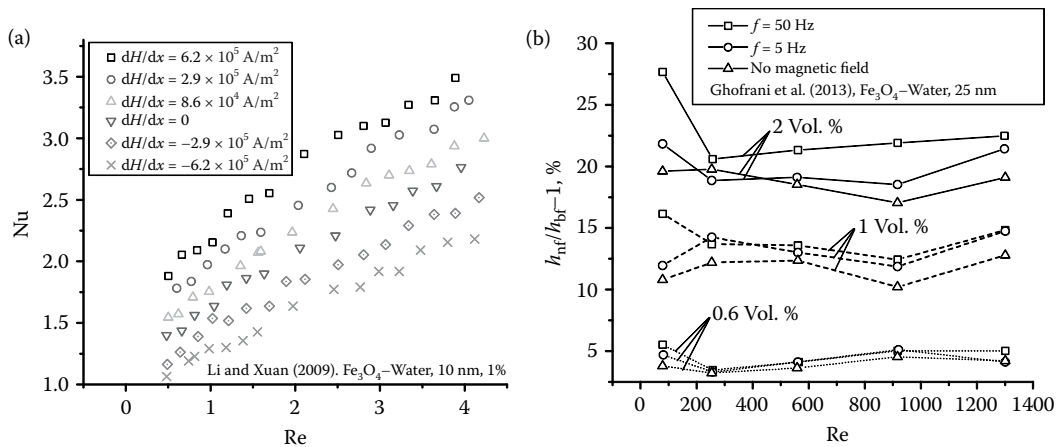 (a)
dH/dx = 6.2 × 10⁵ A/m²
dH/dx = 2.9 × 10⁵ A/m²
dH/dx = 8.6 × 10⁴ A/m²
dH/dx = 0
dH/dx = −2.9 × 10⁵ A/m²
dH/dx = −6.2 × 10⁵ A/m²
3.5
3.0
2.5
2.0
1.5
1.0
Nu
Li and Xuan (2009). Fe₃O₄–Water, 10 nm, 1%
0 1 2 3 4
Re
(b)
f = 50 Hz
f = 5 Hz
No magnetic field
Ghofrani et al. (2013), Fe₃O₄–Water, 25 nm
35
30
25
20
15
10
5
hnf/hbf−1, %
2 Vol. %
1 Vol. %
0.6 Vol. %
0 200 400 600 800 1000 1200 1400
Re